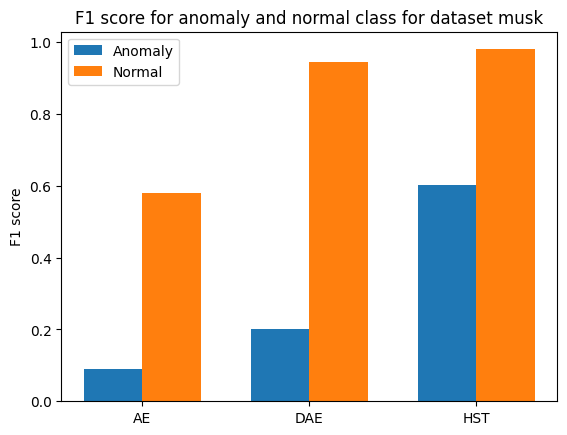 F1 score for anomaly and normal class for dataset musk
Anomaly
Normal
F1 score
1.0
0.8
0.6
0.4
0.2
0.0
AE DAE HST